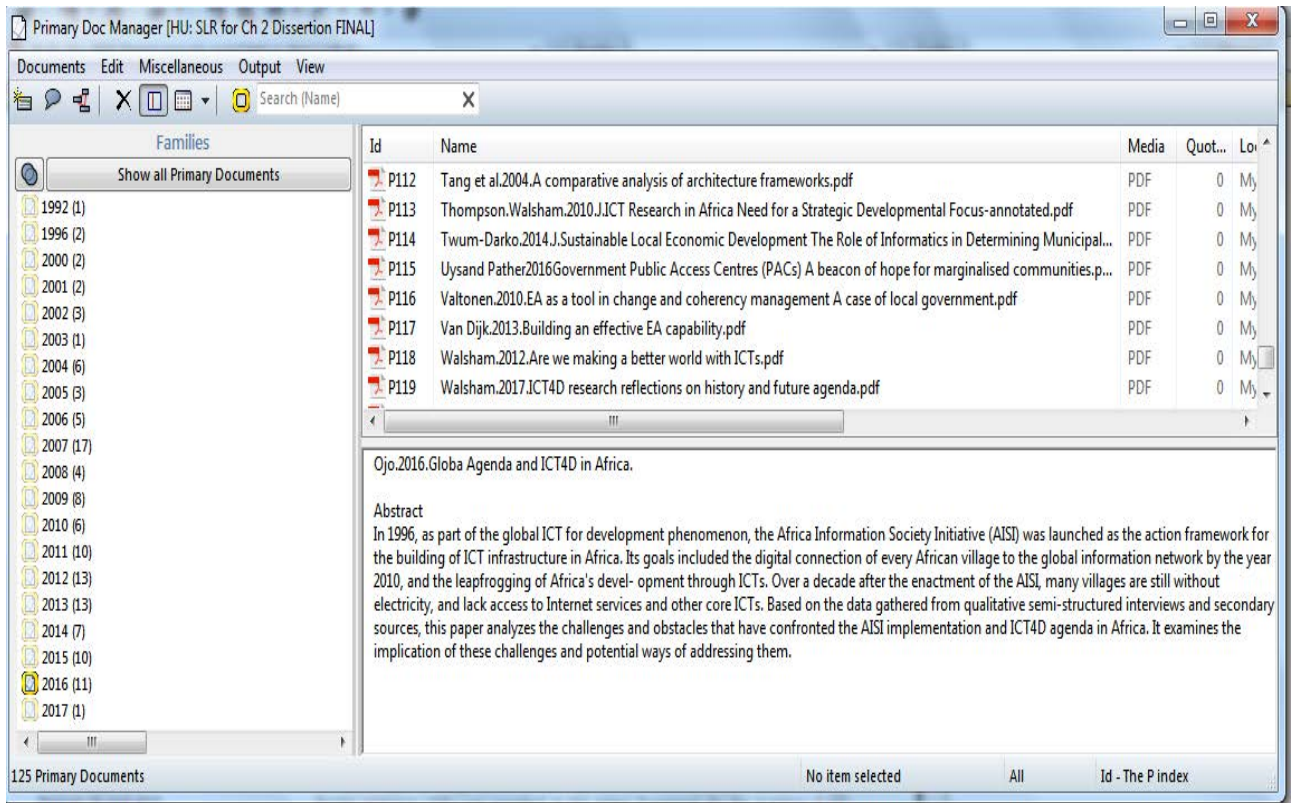 Primary Doc Manager [HU: SLR for Ch 2 Dissertion FINAL]
Documents Edit Miscellaneous Output View
Search (Name)
Families
Show all Primary Documents
1992 (1)
1996 (2)
2000 (2)
2001 (2)
2002 (3)
2003 (1)
2004 (6)
2005 (3)
2006 (5)
2007 (17)
2008 (4)
2009 (8)
2010 (6)
2011 (10)
2012 (13)
2013 (13)
2014 (7)
2015 (10)
2016 (11)
2017 (1)
Id Name Media Quot...
P112 Tang et al.2004.A comparative analysis of architecture frameworks.pdf PDF 0 My
P113 Thompson.Walsham.2010.J.ICT Research in Africa Need for a Strategic Developmental Focus-annotated.pdf PDF 0 My
P114 Twum-Darko.2014.J.Sustainable Local Economic Development The Role of Informatics in Determining Municipal... PDF 0 My
P115 Uysand Pather2016Government Public Access Centres (PACs) A beacon of hope for marginalised communities.p... PDF 0 My
P116 Valtonen.2010.EA as a tool in change and coherency management A case of local government.pdf PDF 0 My
P117 Van Dijk.2013.Building an effective EA capability.pdf PDF 0 My
P118 Walsham.2012.Are we making a better world with ICTs.pdf PDF 0 My
P119 Walsham.2017.ICT4D research reflections on history and future agenda.pdf PDF 0 My
Ojo.2016.Globa Agenda and ICT4D in Africa.
Abstract
In 1996, as part of the global ICT for development phenomenon, the Africa Information Society Initiative (AISI) was launched as the action framework for
the building of ICT infrastructure in Africa. Its goals included the digital connection of every African village to the global information network by the year
2010, and the leapfrogging of Africa's devel- opment through ICTs. Over a decade after the enactment of the AISI, many villages are still without
electricity, and lack access to Internet services and other core ICTs. Based on the data gathered from qualitative semi-structured interviews and secondary
sources, this paper analyzes the challenges and obstacles that have confronted the AISI implementation and ICT4D agenda in Africa. It examines the
implication of these challenges and potential ways of addressing them.
125 Primary Documents No item selected All Id - The P index